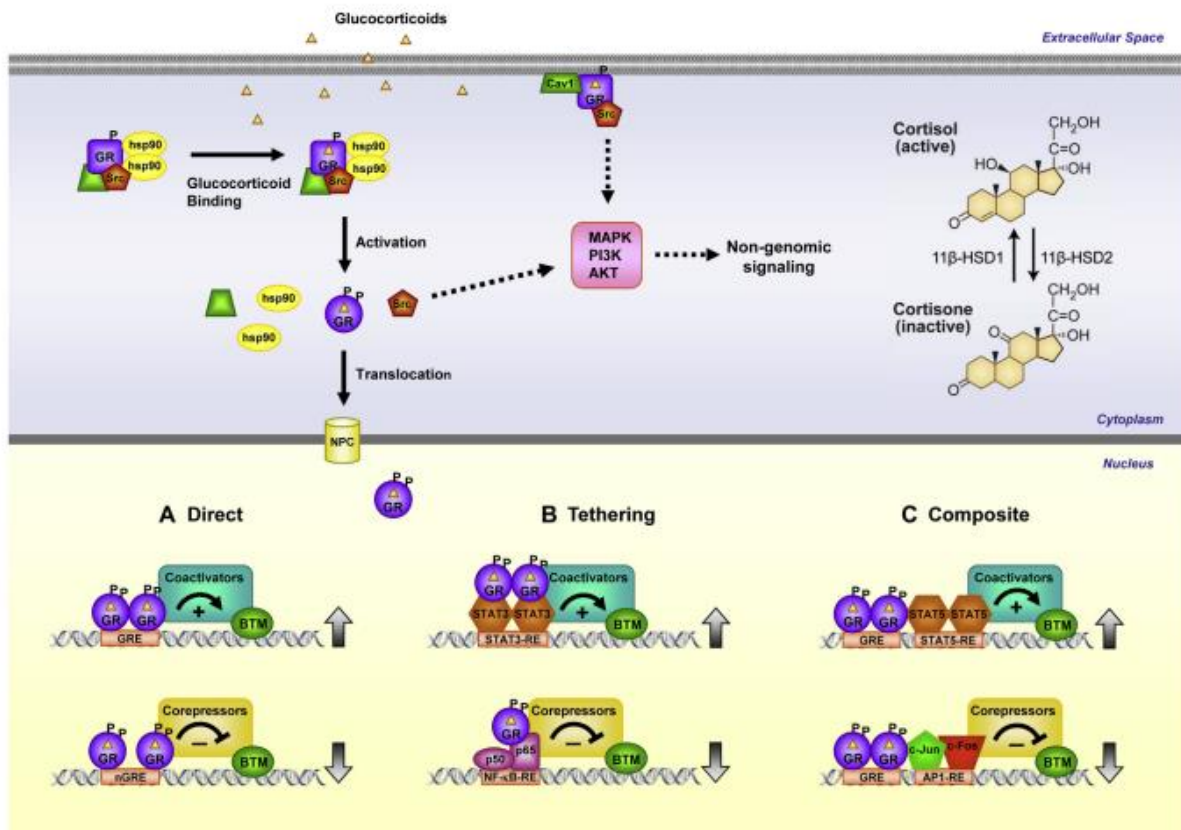 Glucocorticoids
Extracellular Space
P
Cav1
GR
Src
P
GR
hsp90
hsp90
Src
Glucocorticoid
Binding
P
GR
hsp90
hsp90
Src
Cortisol
(active)
CH₂OH
C=O
OH
HO
O
11β-HSD1
11β-HSD2
Cortisone
(inactive)
CH₂OH
C=O
OH
O
O
Activation
MAPK
PI3K
AKT
Non-genomic
signaling
hsp90
hsp90
P P
GR
Src
Translocation
Cytoplasm
NPC
Nucleus
P P
GR
A Direct
B Tethering
C Composite
P P
GR GR
GRE
Coactivators
+
BTM
P P P P
GR GR
STAT3 STAT3
STAT3-RE
Coactivators
+
BTM
P P P P
GR GR
GRE
STAT5 STAT5
STAT5-RE
Coactivators
+
BTM
P P P P
GR GR
nGRE
Corepressors
–
BTM
P P
GR
p50 p65
NF-κB-RE
Corepressors
–
BTM
P P P P
GR GR
GRE
c-Jun c-Fos
AP1-RE
Corepressors
–
BTM